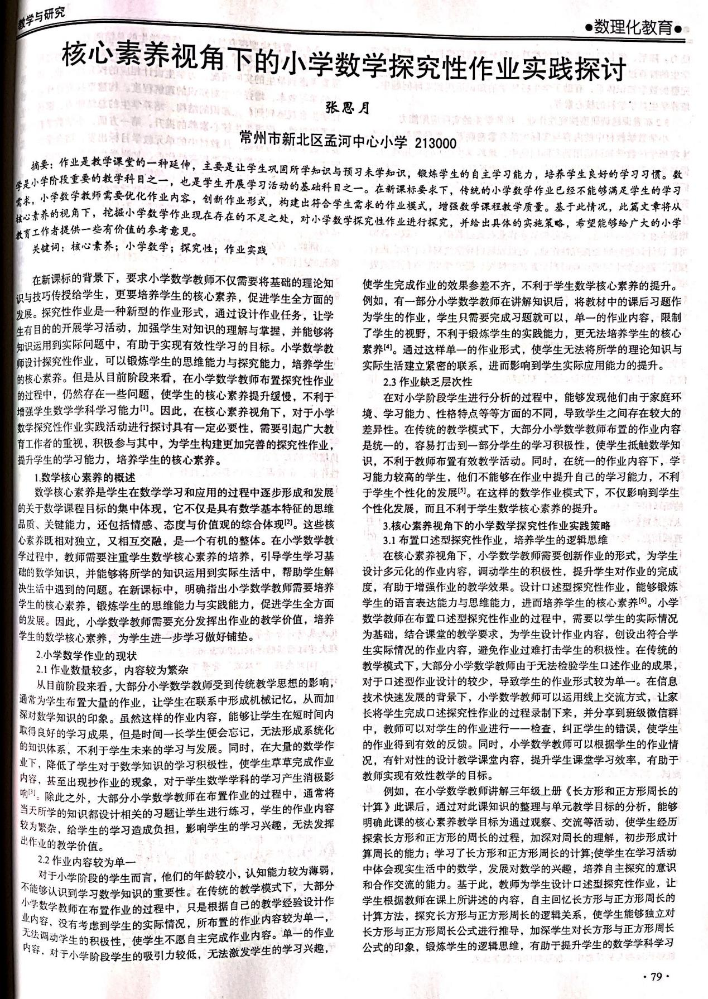 教学与研究
●数理化教育●
核心素养视角下的小学数学探究性作业实践探讨
张思月
常州市新北区孟河中心小学 213000
摘要：作业是教学课堂的一种延伸，主要是让学生巩固所学知识与预习未学知识，锻炼学生的自主学习能力，培养学生良好的学习习惯。数
学是小学阶段重要的教学科目之一，也是学生开展学习活动的基础科目之一。在新课标要求下，传统的小学数学作业已经不能够满足学生的学习
需求，小学数学教师需要优化作业内容，创新作业形式，构建出符合学生需求的作业模式，增强数学课程教学质量。基于此情况，此篇文章将从
核心素养的视角下，挖掘小学数学作业现在存在的不足之处，对小学数学探究性作业进行探究，并给出具体的实施策略，希望能够给广大的小学
教育工作者提供一些有价值的参考意见。
关键词：核心素养；小学数学；探究性；作业实践
在新课标的背景下，要求小学数学教师不仅需要将基础的理论知
识与技巧传授给学生，更要培养学生的核心素养，促进学生全方面的
发展。探究性作业是一种新型的作业形式，通过设计作业任务，让学
生有目的的开展学习活动，加强学生对知识的理解与掌握，并能够将
知识运用到实际问题中，有助于实现有效性学习的目标。小学数学教
师设计探究性作业，可以锻炼学生的思维能力与探究能力，培养学生
的核心素养。但是从目前阶段来看，在小学数学教师布置探究性作业
的过程中，仍然存在一些问题，使学生的核心素养提升缓慢，不利于
增强学生数学学科学习能力[1]。因此，在核心素养视角下，对于小学
数学探究性作业实践活动进行探讨具有一定必要性，需要引起广大教
育工作者的重视，积极参与其中，为学生构建更加完善的探究性作业，
提升学生的学习能力，培养学生的核心素养。
1.数学核心素养的概述
数学核心素养是学生在数学学习和应用的过程中逐步形成和发展
的关于数学课程目标的集中体现，它不仅是具有数学基本特征的思维
品质、关键能力，还包括情感、态度与价值观的综合体现[2]。这些核
心素养既相对独立，又相互交融，是一个有机的整体。在小学数学教
学过程中，教师需要注重学生数学核心素养的培养，引导学生学习基
础的数学知识，并能够将所学的知识运用到实际生活中，帮助学生解
决生活中遇到的问题。在新课标中，明确指出小学数学教师需要培养
学生的核心素养，锻炼学生的思维能力与实践能力，促进学生全方面
的发展。因此，小学数学教师需要充分发挥出作业的教学价值，培养
学生的数学核心素养，为学生进一步学习做好铺垫。
2.小学数学作业的现状
2.1 作业数量较多，内容较为繁杂
从目前阶段来看，大部分小学数学教师受到传统教学思想的影响，
通常为学生布置大量的作业，让学生在联系中形成机械记忆，从而加
深对数学知识的印象。虽然这样的作业内容，能够让学生在短时间内
取得良好的学习成果，但是时间一长学生便会忘记，无法形成系统化
的知识体系，不利于学生未来的学习与发展。同时，在大量的数学作
业下，降低了学生对于数学知识的学习积极性，使学生草草完成作业
内容，甚至出现抄作业的现象，对于学生数学学科的学习产生消极影
响[3]。除此之外，大部分小学数学教师在布置作业的过程中，通常将
当天所学的知识都设计相关的习题让学生进行练习，学生的作业内容
较为繁杂，给学生的学习造成负担，影响学生的学习兴趣，无法发挥
出作业的教学价值。
2.2 作业内容较为单一
对于小学阶段的学生而言，他们的年龄较小，认知能力较为薄弱，
不能够认识到学习数学知识的重要性。在传统的教学模式下，大部分
小学数学教师在布置作业的过程中，只是根据自己的教学经验设计作
业内容，没有考虑到学生的实际情况，所布置的作业内容较为单一，
无法调动学生的积极性，使学生不愿自主完成作业内容。单一的作业
内容，对于小学阶段学生的吸引力较低，无法激发学生的学习兴趣，
使学生完成作业的效果参差不齐，不利于学生数学核心素养的提升。
例如，有一部分小学数学教师在讲解知识后，将教材中的课后习题作
为学生的作业，学生只需要完成习题就可以，单一的作业内容，限制
了学生的视野，不利于锻炼学生的实践能力，更无法培养学生的核心
素养[4]。通过这样单一的作业形式，使学生无法将所学的理论知识与
实际生活建立紧密的联系，进而影响到学生实际应用能力的提升。
2.3 作业缺乏层次性
在对小学阶段学生进行分析的过程中，能够发现他们由于家庭环
境、学习能力、性格特点等等方面的不同，导致学生之间存在较大的
差异性。在传统的教学模式下，大部分小学数学教师布置的作业内容
是统一的，容易打击到一部分学生的学习积极性，使学生抵触数学知
识，不利于教师布置有效教学活动。同时，在统一的作业内容下，学
习能力较高的学生，他们不能够在作业中提升自己的学习能力，不利
于学生个性化的发展[5]。在这样的数学作业模式下，不仅影响到学生
个性化发展，而且不利于学生数学核心素养的提升。
3.核心素养视角下的小学数学探究性作业实践策略
3.1 布置口述型探究性作业，培养学生的逻辑思维
在核心素养视角下，小学数学教师需要创新作业的形式，为学生
设计多元化的作业内容，调动学生的积极性，提升学生对作业的完成
度，有助于增强作业的教学效果。设计口述型探究性作业，能够锻炼
学生的语言表达能力与思维能力，进而培养学生的核心素养[6]。小学
数学教师在布置口述型探究性作业的过程中，需要以学生的实际情况
为基础，结合课堂的教学要求，为学生设计作业内容，创设出符合学
生实际情况的作业内容，避免作业过难打击学生的积极性。在传统的
教学模式下，大部分小学数学教师由于无法检验学生口述作业的成果，
对于口述型作业设计的较少，导致学生的作业形式较为单一。在信息
技术快速发展的背景下，小学数学教师可以运用线上交流方式，让家
长将学生完成口述探究性作业的过程录制下来，并分享到班级微信群
中，教师可以对学生的作业进行一一检查，纠正学生的错误，使学生
的作业得到有效的反馈。同时，小学数学教师可以根据学生的作业情
况，有针对性的设计教学课堂内容，提升学生课堂学习效率，有助于
教师实现有效性教学的目标。
例如，在小学数学教师讲解三年级上册《长方形和正方形周长的
计算》此课后，通过对此课知识的整理与单元教学目标的分析，能够
明确此课的核心素养教学目标为通过观察、交流等活动，使学生经历
探索长方形和正方形的周长的过程，加深对周长的理解，初步形成计
算周长的能力；学习了长方形和正方形周长的计算;使学生在学习活动
中体会现实生活中的数学，发展对数学的兴趣，培养自主探究的意识
和合作交流的能力。基于此，教师为学生设计口述型探究性作业，让
学生根据教师在课上所讲述的内容，自主回忆长方形与正方形周长的
计算方法，探究长方形与正方形周长的逻辑关系，使学生能够独立对
长方形与正方形周长公式进行推导，加深学生对长方形与正方形周长
公式的印象，锻炼学生的逻辑思维，有助于提升学生的数学学科学习
·79·